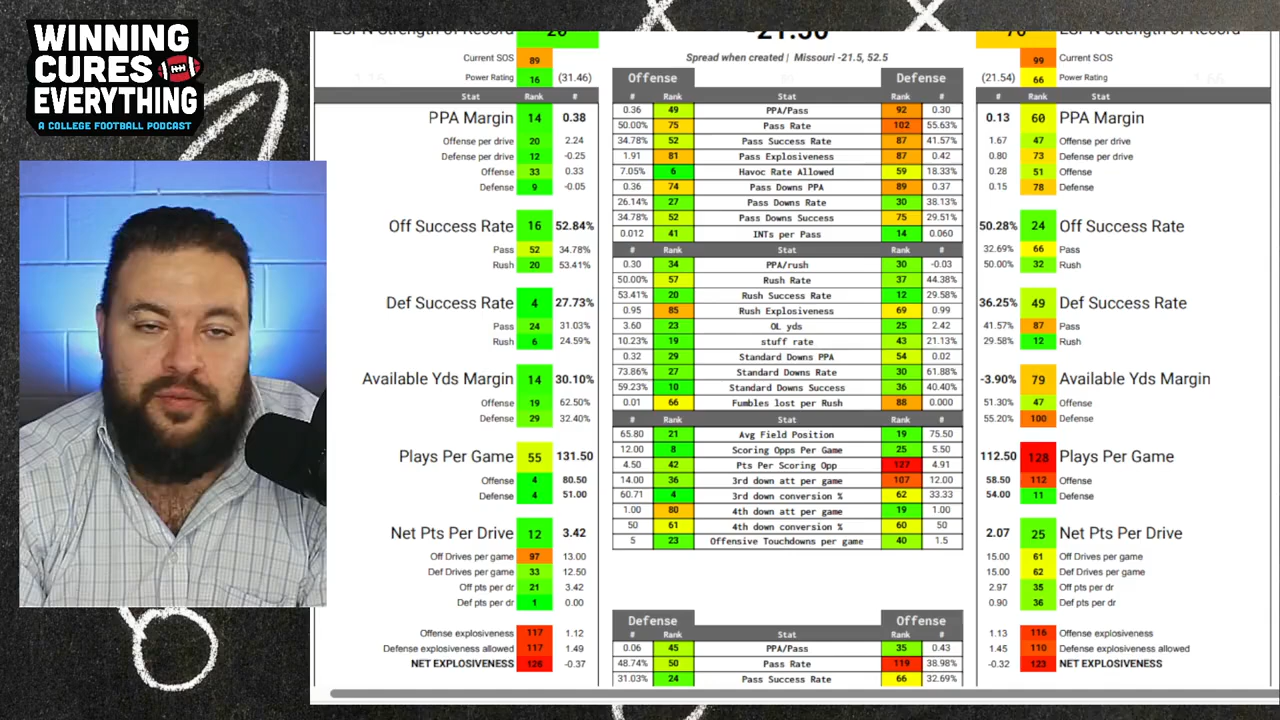 WINNING
CURES
EVERYTHING
A COLLEGE FOOTBALL PODCAST
ESPN Strength of Record 20
Current SOS 89
Power Rating 16 (31.46)
Stat Rank #
PPA Margin 14 0.38
Offense per drive 20 2.24
Defense per drive 12 -0.25
Offense 33 0.33
Defense 9 -0.05
Off Success Rate 16 52.84%
Pass 52 34.78%
Rush 20 53.41%
Def Success Rate 4 27.73%
Pass 24 31.03%
Rush 6 24.59%
Available Yds Margin 14 30.10%
Offense 19 62.50%
Defense 29 32.40%
Plays Per Game 55 131.50
Offense 4 80.50
Defense 4 51.00
Net Pts Per Drive 12 3.42
Off Drives per game 97 13.00
Def Drives per game 33 12.50
Off pts per dr 21 3.42
Def pts per dr 1 0.00
Offense explosiveness 117 1.12
Defense explosiveness allowed 117 1.49
NET EXPLOSIVENESS 126 -0.37
-21.50
Spread when created | Missouri -21.5, 52.5
Offense Defense
# Rank Stat Rank #
0.36 49 PPA/Pass 92 0.30
50.00% 75 Pass Rate 102 55.63%
34.78% 52 Pass Success Rate 87 41.57%
1.91 81 Pass Explosiveness 87 0.42
7.05% 6 Havoc Rate Allowed 59 18.33%
0.36 74 Pass Downs PPA 89 0.37
26.14% 27 Pass Downs Rate 30 38.13%
34.78% 52 Pass Downs Success 75 29.51%
0.012 41 INTs per Pass 14 0.060
# Rank Stat Rank #
0.30 34 PPA/rush 30 -0.03
50.00% 57 Rush Rate 37 44.38%
53.41% 20 Rush Success Rate 12 29.58%
0.95 85 Rush Explosiveness 69 0.99
3.60 23 OL yds 25 2.42
10.23% 19 stuff rate 43 21.13%
0.32 29 Standard Downs PPA 54 0.02
73.86% 27 Standard Downs Rate 30 61.88%
59.23% 10 Standard Downs Success 36 40.40%
0.01 66 Fumbles lost per Rush 88 0.000
# Rank Stat Rank #
65.80 21 Avg Field Position 19 75.50
12.00 8 Scoring Opps Per Game 25 5.50
4.50 42 Pts Per Scoring Opp 127 4.91
14.00 36 3rd down att per game 107 12.00
60.71 4 3rd down conversion % 62 33.33
1.00 80 4th down att per game 19 1.00
50 61 4th down conversion % 60 50
5 23 Offensive Touchdowns per game 40 1.5
Defense Offense
# Rank Stat Rank #
0.06 45 PPA/Pass 35 0.43
48.74% 50 Pass Rate 119 38.98%
31.03% 24 Pass Success Rate 66 32.69%
70 ESPN Strength of Record
99 Current SOS
(21.54) 66 Power Rating
# Rank Stat
0.13 60 PPA Margin
1.67 47 Offense per drive
0.80 73 Defense per drive
0.28 51 Offense
0.15 78 Defense
50.28% 24 Off Success Rate
32.69% 66 Pass
50.00% 32 Rush
36.25% 49 Def Success Rate
41.57% 87 Pass
29.58% 12 Rush
-3.90% 79 Available Yds Margin
51.30% 47 Offense
55.20% 100 Defense
112.50 128 Plays Per Game
58.50 112 Offense
54.00 11 Defense
2.07 25 Net Pts Per Drive
15.00 61 Off Drives per game
15.00 62 Def Drives per game
2.97 35 Off pts per dr
0.90 36 Def pts per dr
1.13 116 Offense explosiveness
1.45 110 Defense explosiveness allowed
-0.32 123 NET EXPLOSIVENESS